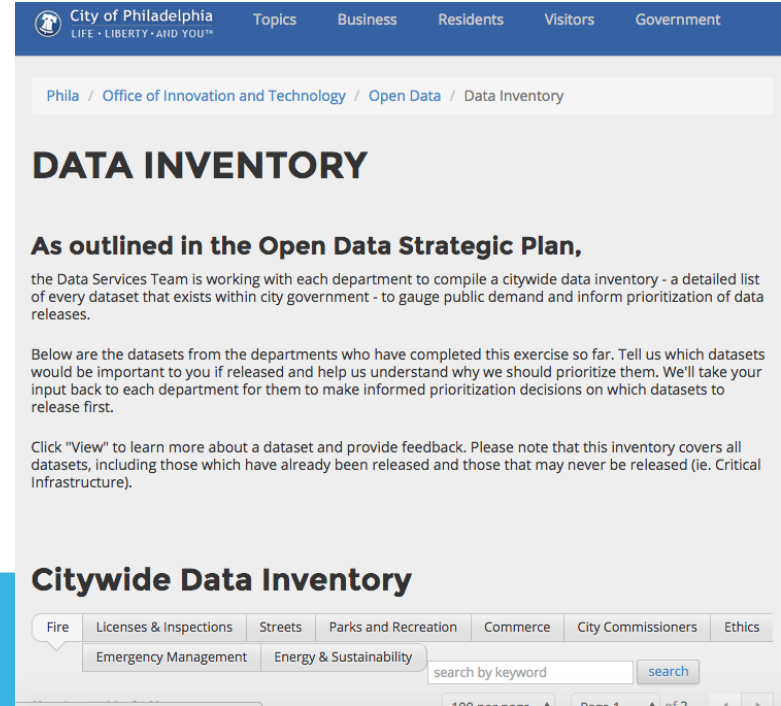 City of Philadelphia
LIFE • LIBERTY • AND YOU™
Topics Business Residents Visitors Government
Phila / Office of Innovation and Technology / Open Data / Data Inventory
DATA INVENTORY
As outlined in the Open Data Strategic Plan,
the Data Services Team is working with each department to compile a citywide data inventory - a detailed list
of every dataset that exists within city government - to gauge public demand and inform prioritization of data
releases.
Below are the datasets from the departments who have completed this exercise so far. Tell us which datasets
would be important to you if released and help us understand why we should prioritize them. We'll take your
input back to each department for them to make informed prioritization decisions on which datasets to
release first.
Click "View" to learn more about a dataset and provide feedback. Please note that this inventory covers all
datasets, including those which have already been released and those that may never be released (ie. Critical
Infrastructure).
Citywide Data Inventory
Fire Licenses & Inspections Streets Parks and Recreation Commerce City Commissioners Ethics
Emergency Management Energy & Sustainability
search by keyword search
100 per page Page 1 of 2